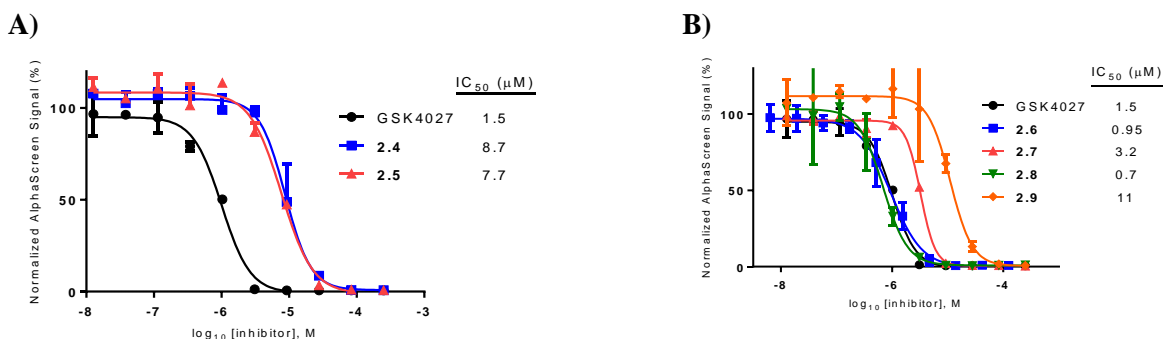 A)
Normalized AlphaScreen Signal (%)
100
50
0
-8 -7 -6 -5 -4 -3
log10 [inhibitor], M
IC50 (μM)
GSK4027 1.5
2.4 8.7
2.5 7.7
B)
Normalized AlphaScreen Signal (%)
100
50
0
-8 -6 -4
log10 [inhibitor], M
IC50 (μM)
GSK4027 1.5
2.6 0.95
2.7 3.2
2.8 0.7
2.9 11